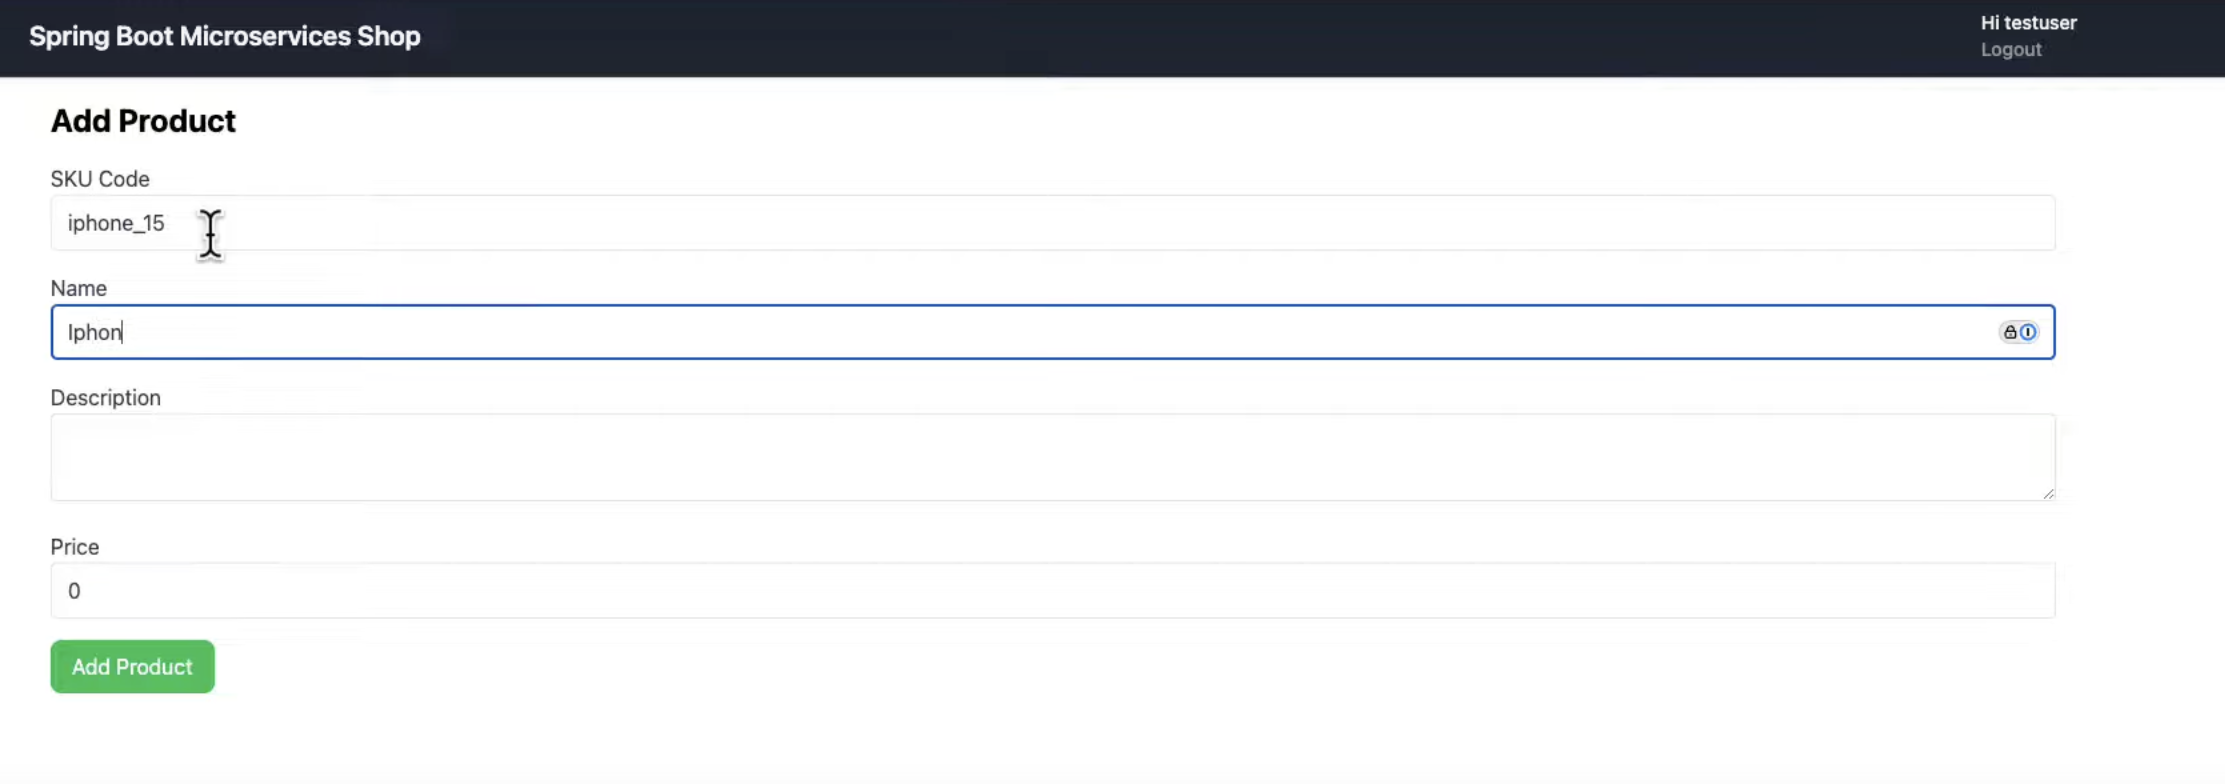 Spring Boot Microservices Shop
Hi testuser
Logout
Add Product
SKU Code
iphone_15
Name
Iphon
Description
Price
0
Add Product